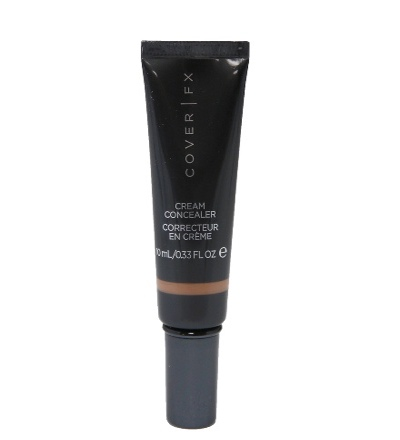 COVER | FX
CREAM
CONCEALER
CORRECTEUR
EN CRÈME
10 mL/0.33 FL OZ ℮